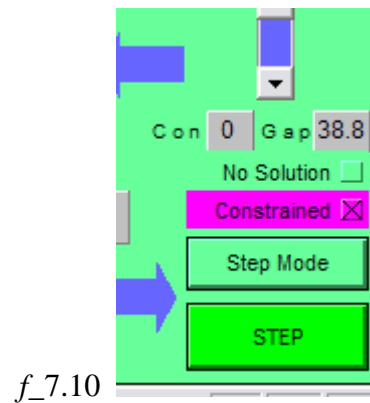 Con 0 Gap 38.8
No Solution
Constrained
Step Mode
STEP
f_7.10